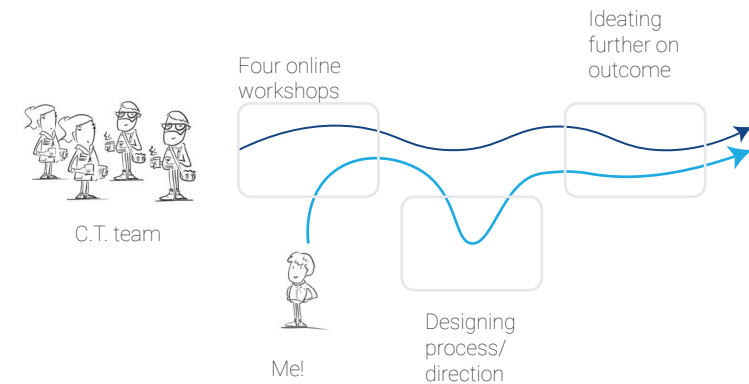 Ideating
further on
outcome
Four online
workshops
C.T. team
Me!
Designing
process/
direction